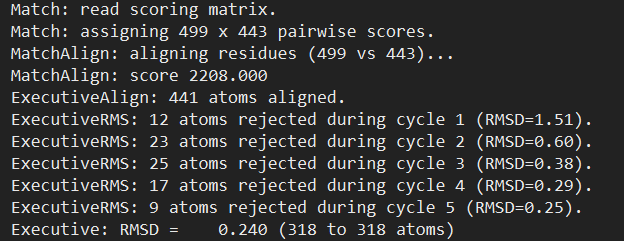 Match: read scoring matrix.
Match: assigning 499 x 443 pairwise scores.
MatchAlign: aligning residues (499 vs 443)...
MatchAlign: score 2208.000
ExecutiveAlign: 441 atoms aligned.
ExecutiveRMS: 12 atoms rejected during cycle 1 (RMSD=1.51).
ExecutiveRMS: 23 atoms rejected during cycle 2 (RMSD=0.60).
ExecutiveRMS: 25 atoms rejected during cycle 3 (RMSD=0.38).
ExecutiveRMS: 17 atoms rejected during cycle 4 (RMSD=0.29).
ExecutiveRMS: 9 atoms rejected during cycle 5 (RMSD=0.25).
Executive: RMSD =    0.240 (318 to 318 atoms)